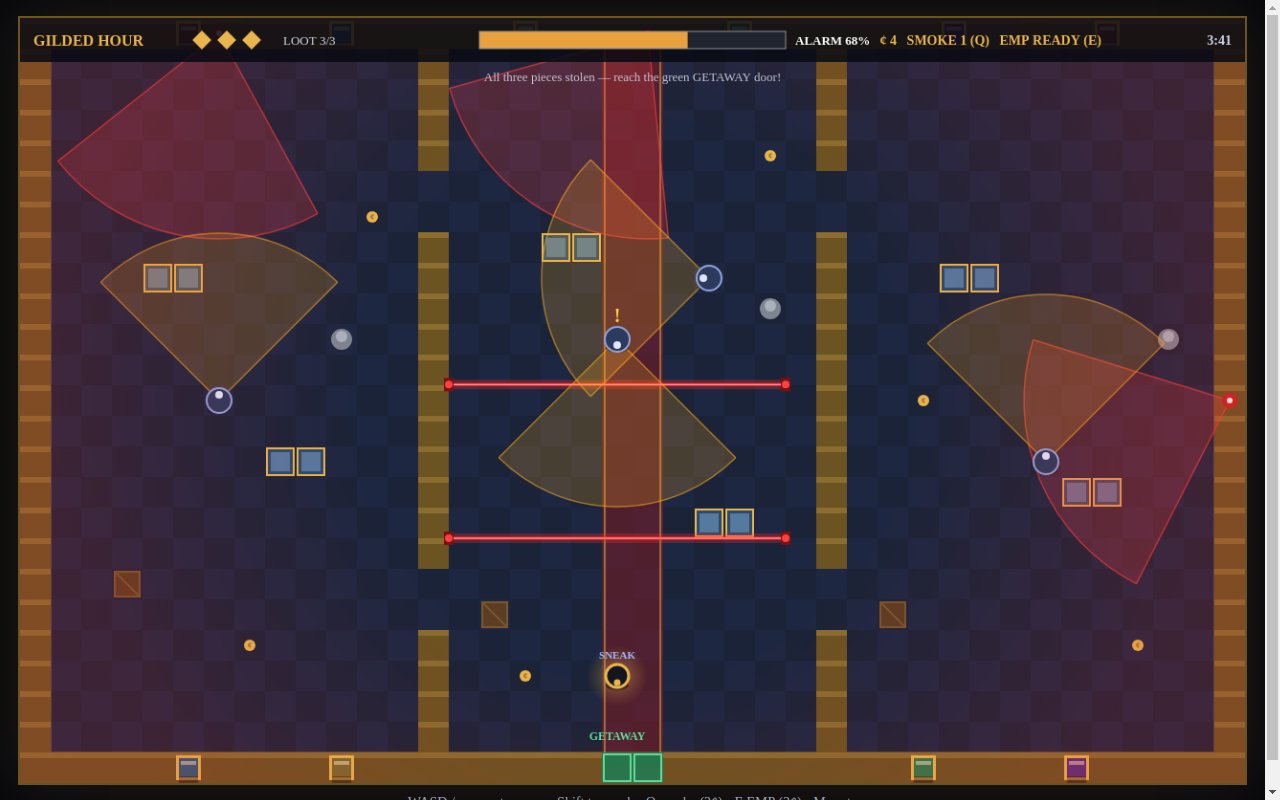 GILDED HOUR
LOOT 3/3
ALARM 68%
¢ 4 SMOKE 1 (Q) EMP READY (E)
3:41
All three pieces stolen — reach the green GETAWAY door!
!
SNEAK
GETAWAY